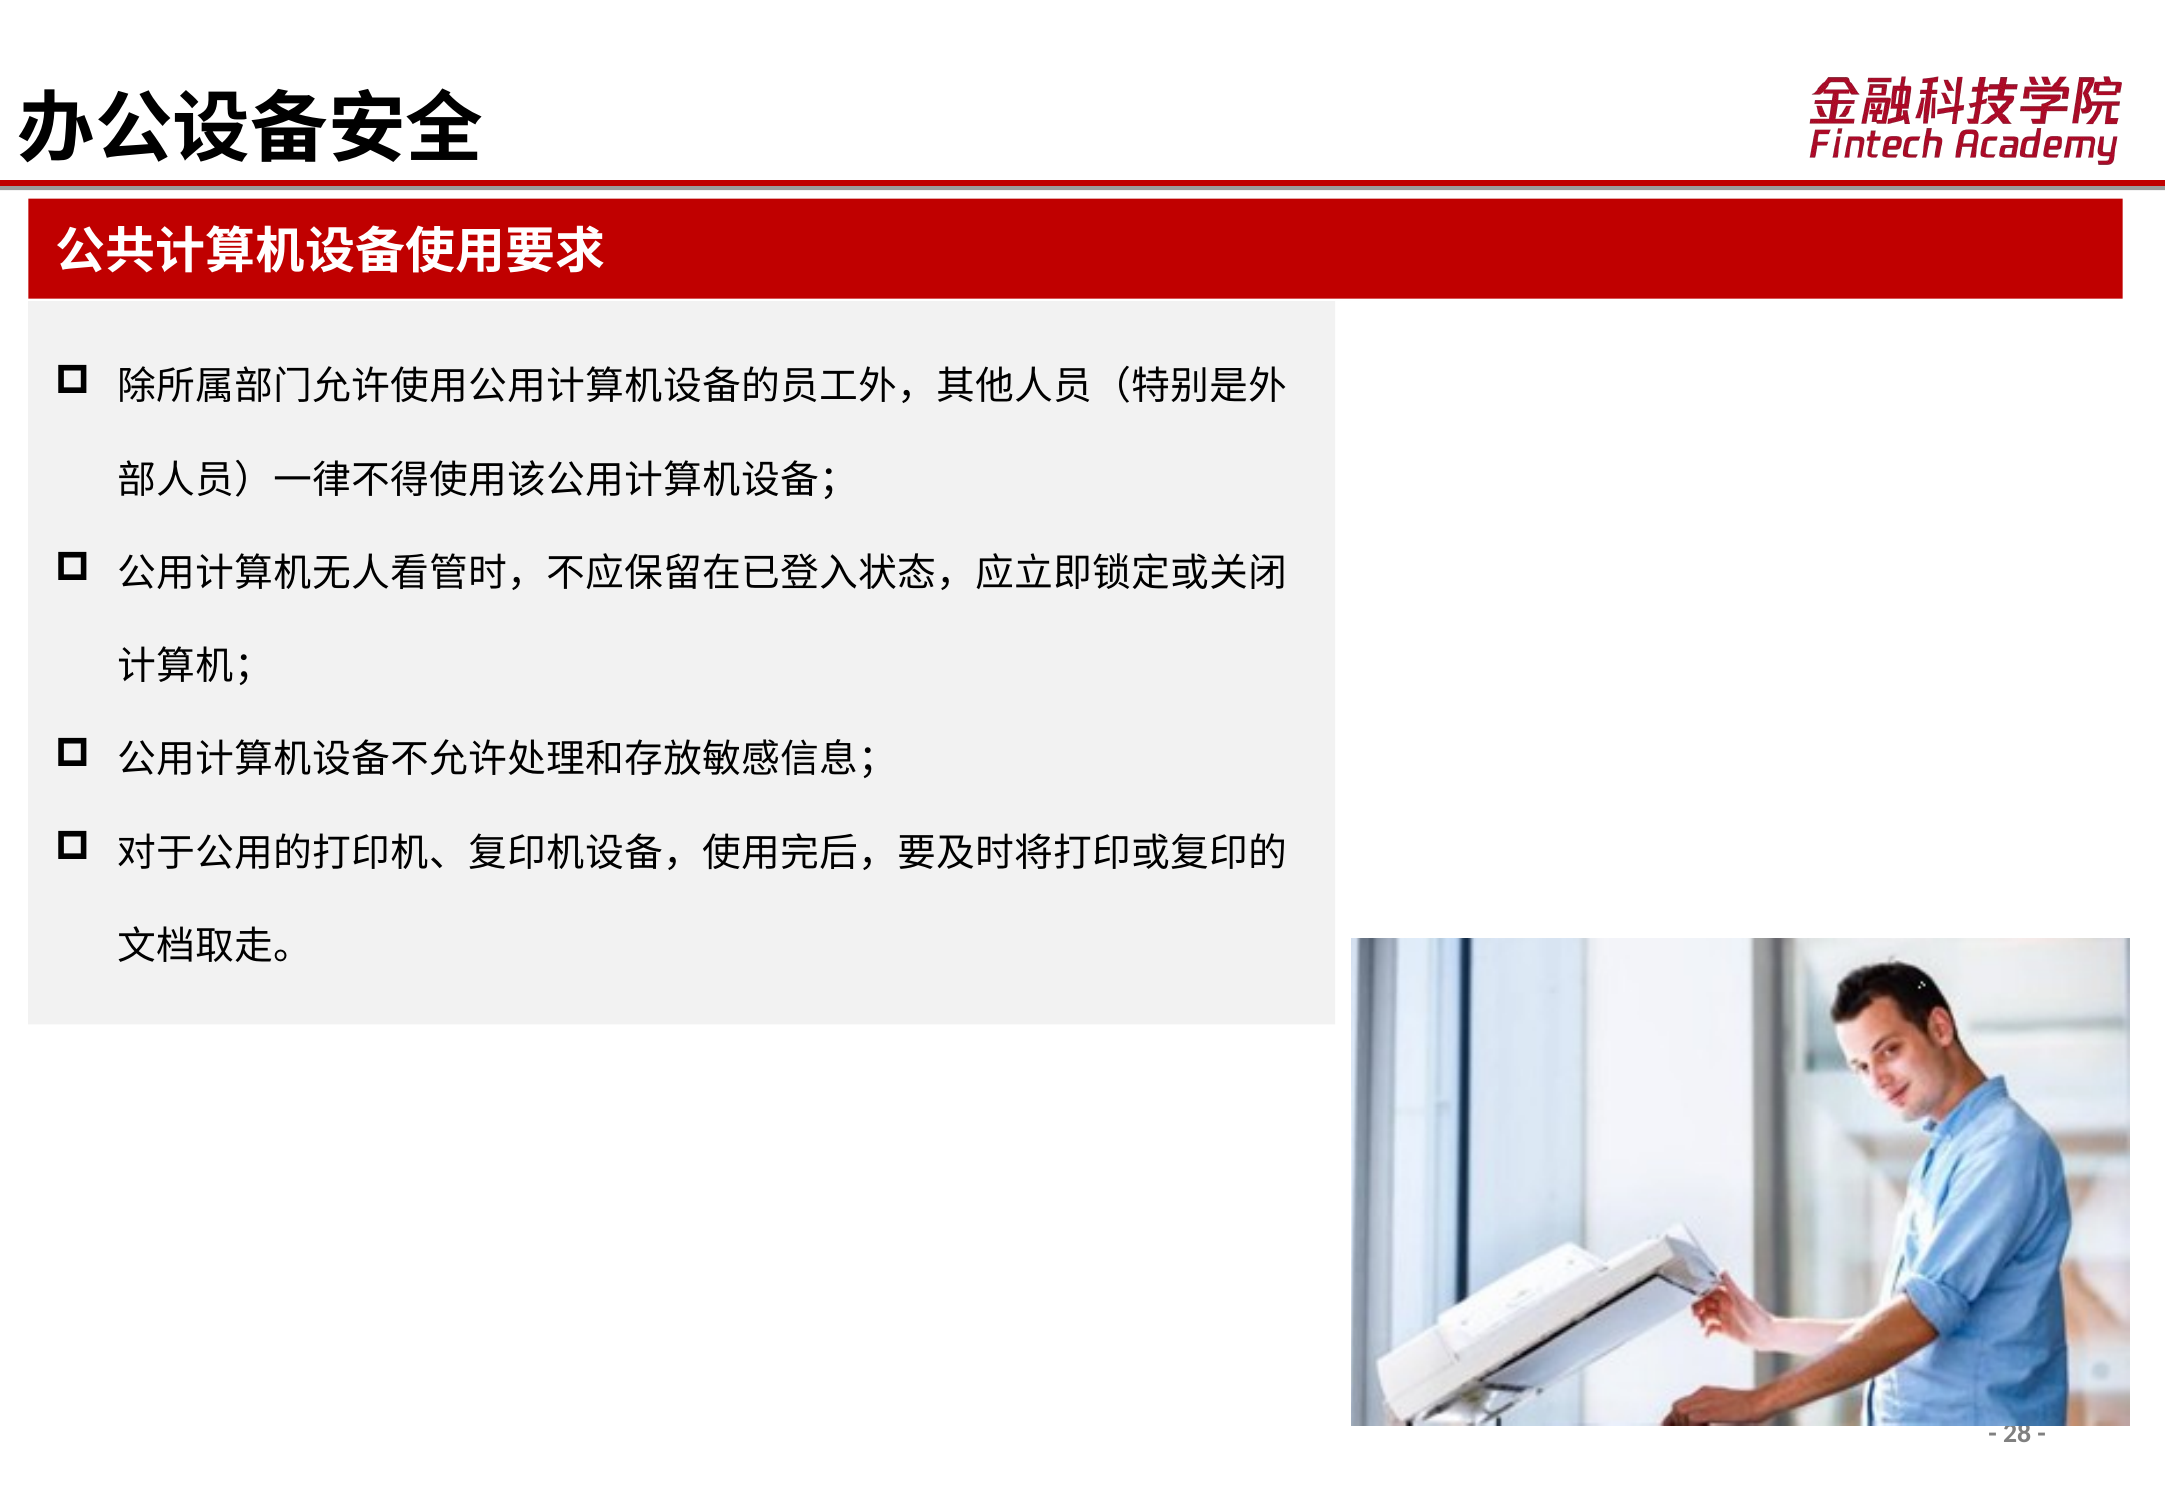 办公设备安全
金融科技学院
Fintech Academy
公共计算机设备使用要求
除所属部门允许使用公用计算机设备的员工外，其他人员（特别是外
部人员）一律不得使用该公用计算机设备；
公用计算机无人看管时，不应保留在已登入状态，应立即锁定或关闭
计算机；
公用计算机设备不允许处理和存放敏感信息；
对于公用的打印机、复印机设备，使用完后，要及时将打印或复印的
文档取走。
- 28 -